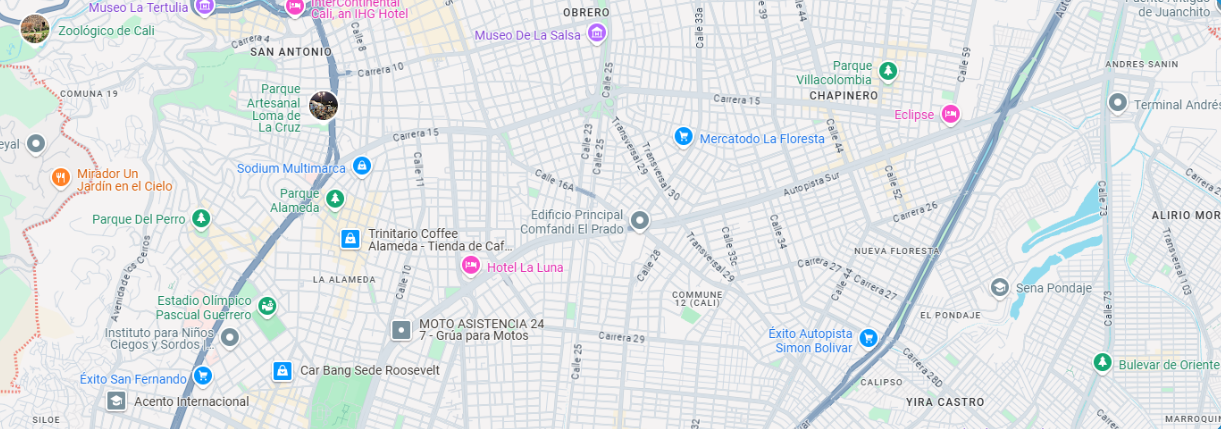 Museo La Tertulia
InterContinental
Cali, an IHG Hotel
OBRERO
Puente Antiguo
de Juanchito
Zoológico de Cali
Carrera 4
SAN ANTONIO
Calle 8
Museo De La Salsa
Calle 33a
Calle 59
Carrera 10
Calle 25
Parque
Villacolombia
ANDRES SANIN
COMUNA 19
Parque
Artesanal
Loma de
La Cruz
Carrera 15
CHAPINERO
Terminal Andrés
Eclipse
Carrera 15
Calle 23
Calle 25
Transversal 29
Transversal 30
Mercatodo La Floresta
Calle 44
eyal
Sodium Multimarca
Calle 11
Mirador Un
Jardín en el Cielo
Calle 16A
Autopista Sur
Calle 52
Calle 73
Parque
Alameda
Parque Del Perro
Edificio Principal
Comfandi El Prado
Carrera 26
ALIRIO MOR
Trinitario Coffee
Alameda - Tienda de Caf...
Calle 33c
Calle 34
Transversal 29
NUEVA FLORESTA
Avenida de los Cerros
Hotel La Luna
Calle 28
Carrera 27
Calle 44
Carrera 27
Transversal 103
LA ALAMEDA
Calle 10
COMMUNE
12 (CALI)
Sena Pondaje
Estadio Olímpico
Pascual Guerrero
EL PONDAJE
Calle 73
Instituto para Niños
Ciegos y Sordos
MOTO ASISTENCIA 24
7 - Grúa para Motos
Carrera 29
Éxito Autopista
Simon Bolivar
Calle 25
Bulevar de Oriente
Car Bang Sede Roosevelt
Éxito San Fernando
CALIPSO
Carrera 28D
Acento Internacional
YIRA CASTRO
SILOE
Calle 32
MARROQUIN